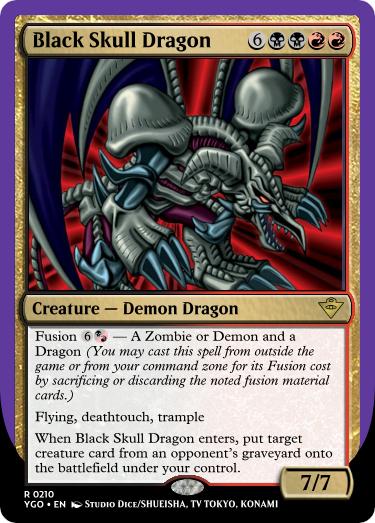 Black Skull Dragon 6
Creature — Demon Dragon
Fusion 6 — A Zombie or Demon and a
Dragon (You may cast this spell from outside the
game or from your command zone for its Fusion cost
by sacrificing or discarding the noted fusion material
cards.)
Flying, deathtouch, trample
When Black Skull Dragon enters, put target
creature card from an opponent's graveyard onto
the battlefield under your control.
7/7
R 0210
YGO • EN Studio Dice/SHUEISHA, TV TOKYO, KONAMI